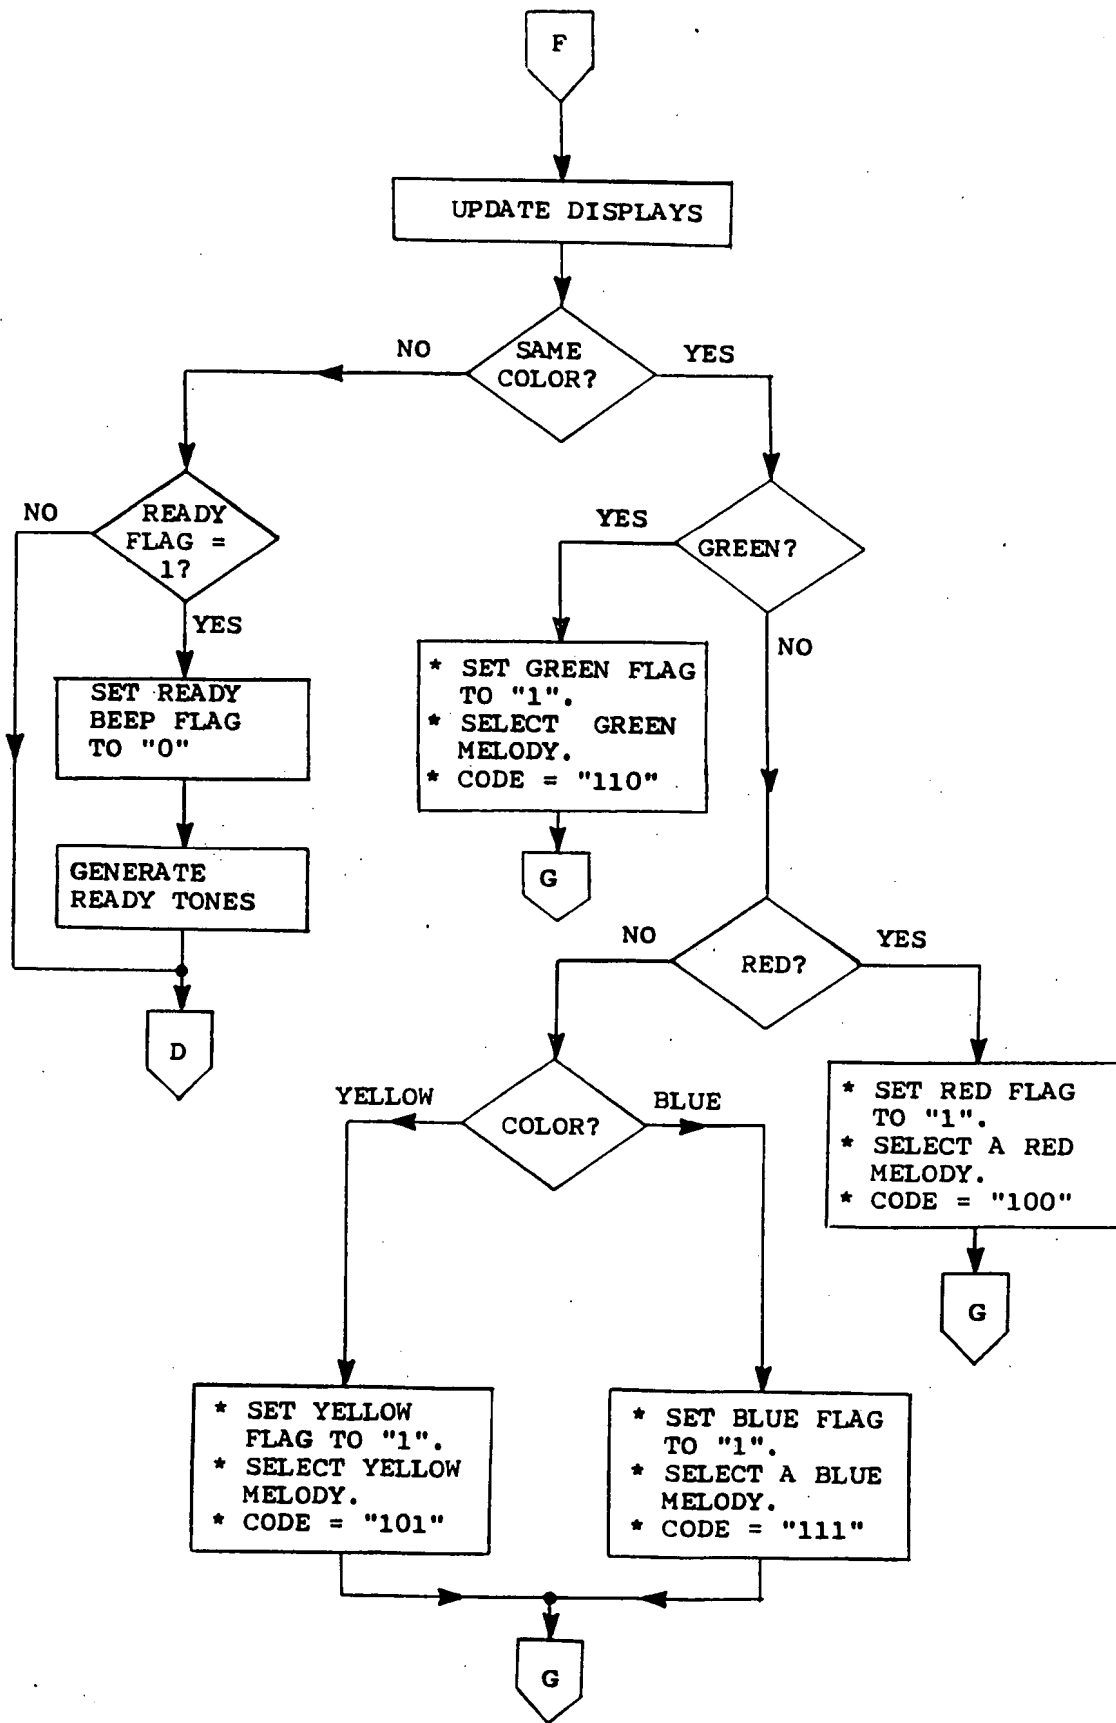 F
UPDATE DISPLAYS
SAME
COLOR?
NO
YES
READY
FLAG =
1?
NO
YES
SET READY
BEEP FLAG
TO "0"
GENERATE
READY TONES
D
GREEN?
YES
NO
* SET GREEN FLAG
TO "1".
* SELECT GREEN
MELODY.
* CODE = "110"
G
RED?
NO
YES
* SET RED FLAG
TO "1".
* SELECT A RED
MELODY.
* CODE = "100"
G
COLOR?
YELLOW
BLUE
* SET YELLOW
FLAG TO "1".
* SELECT YELLOW
MELODY.
* CODE = "101"
* SET BLUE FLAG
TO "1".
* SELECT A BLUE
MELODY.
* CODE = "111"
G